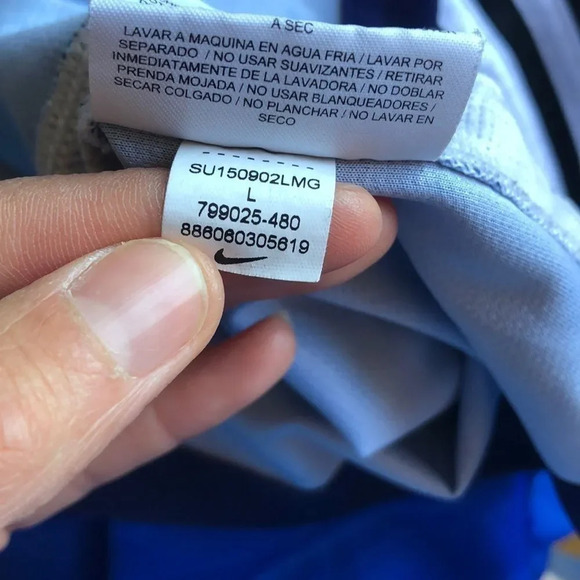 A SEC
LAVAR A MAQUINA EN AGUA FRIA / LAVAR POR
SEPARADO / NO USAR SUAVIZANTES / RETIRAR
INMEDIATAMENTE DE LA LAVADORA / NO DOBLAR
PRENDA MOJADA / NO USAR BLANQUEADORES /
SECAR COLGADO / NO PLANCHAR / NO LAVAR EN
SECO
SU150902LMG
L
799025-480
886060305619